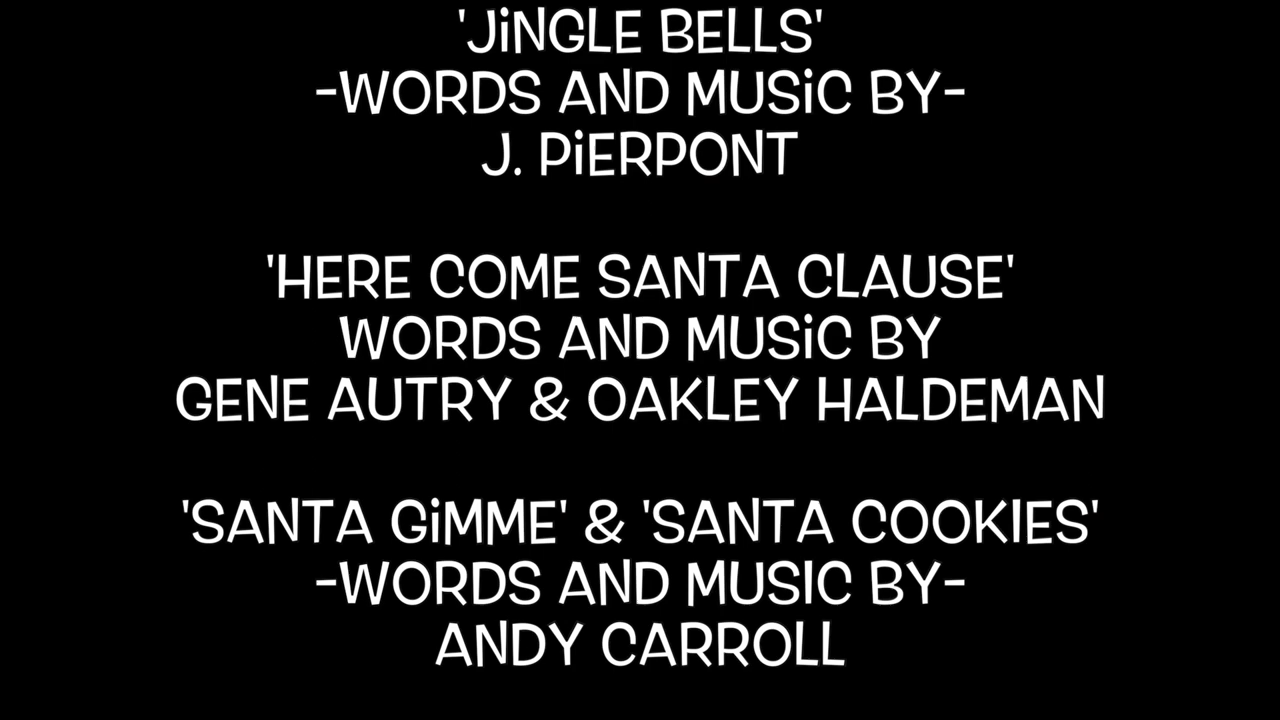 'JiNGLE BELLS'
-WORDS AND MUSiC BY-
J. PiERPONT
'HERE COME SANTA CLAUSE'
WORDS AND MUSiC BY
GENE AUTRY & OAKLEY HALDEMAN
'SANTA GiMME' & 'SANTA COOKIES'
-WORDS AND MUSIC BY-
ANDY CARROLL